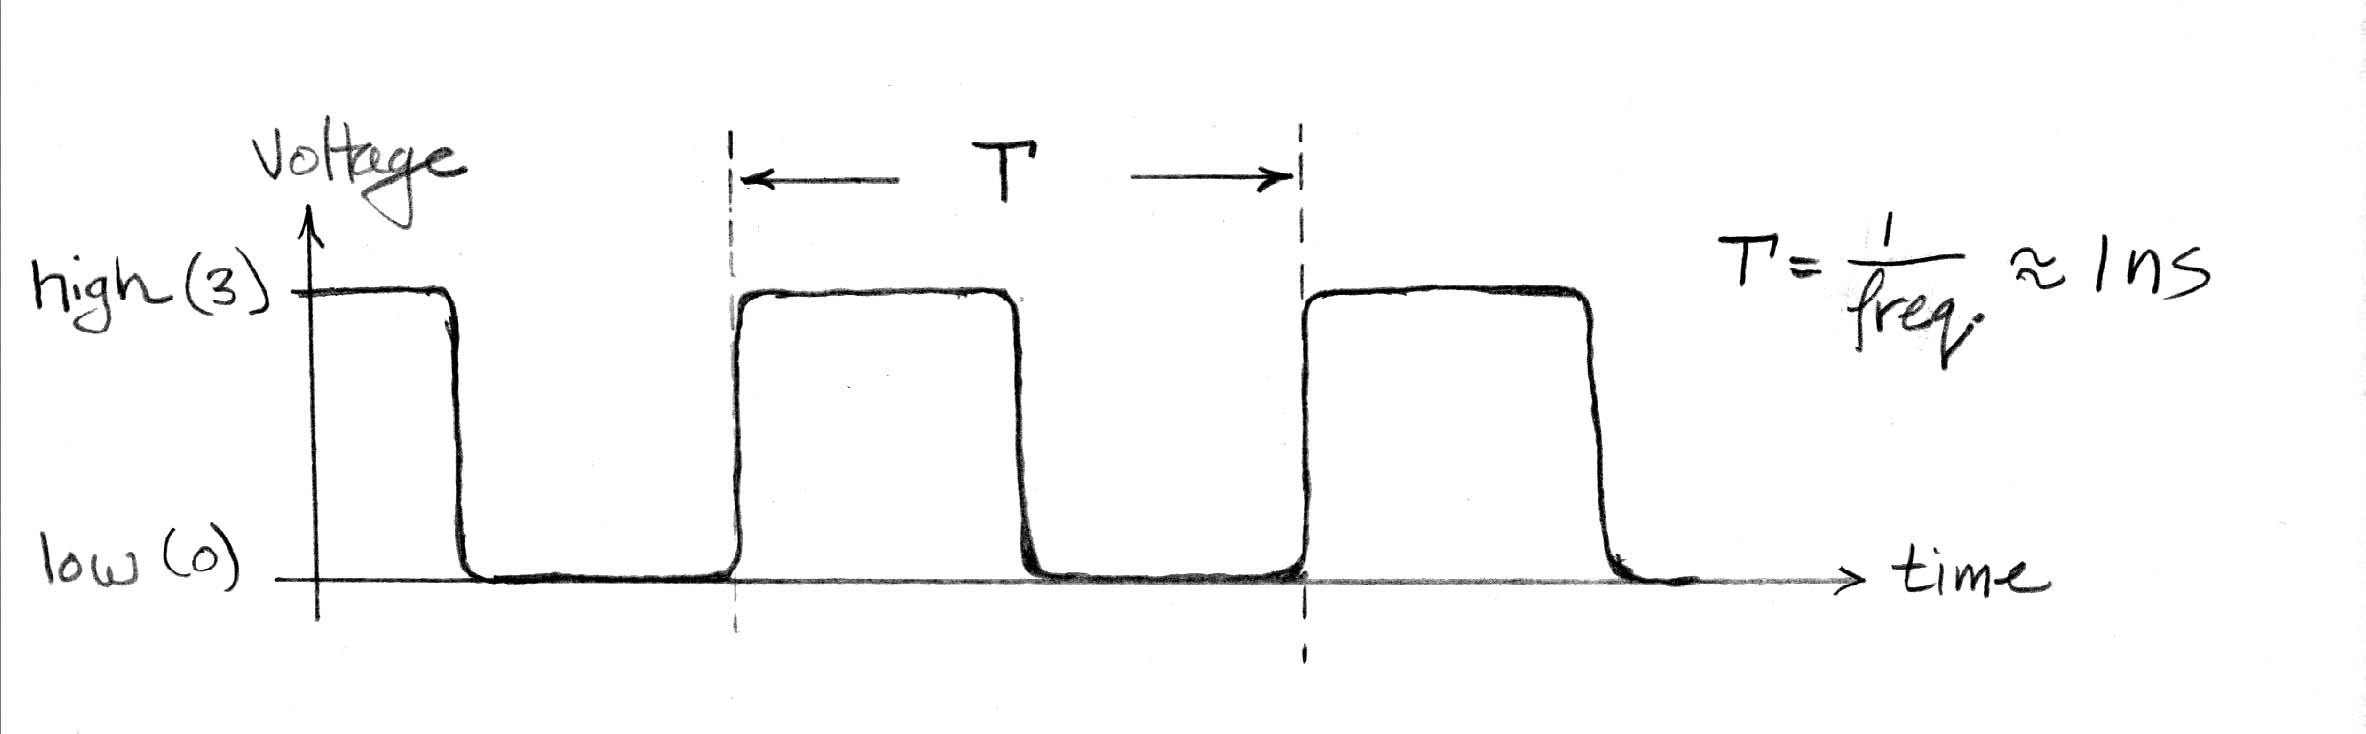 Voltage
T
high (3)
T = 1/freq. ≈ 1ns
low (0)
time